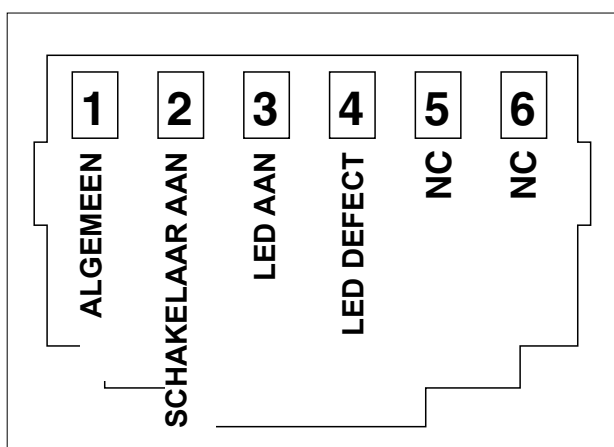 1 2 3 4 5 6
ALGEMEEN
SCHAKELAAR AAN
LED AAN
LED DEFECT
NC
NC